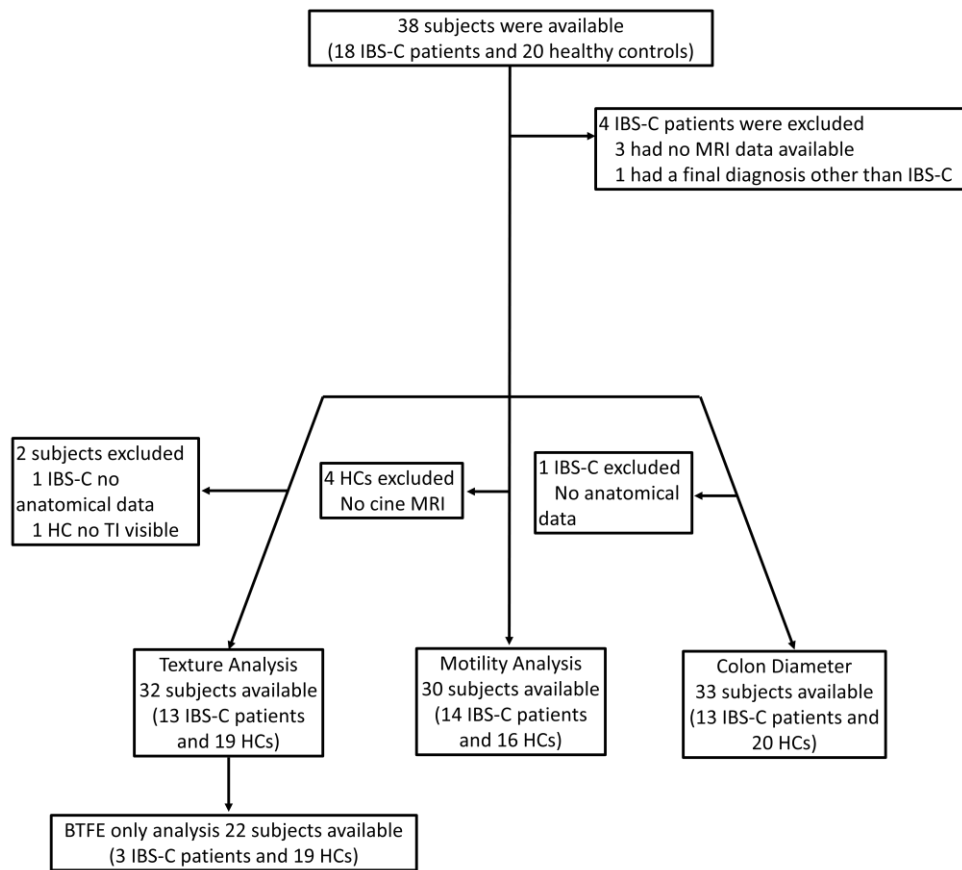 38 subjects were available
(18 IBS-C patients and 20 healthy controls)
4 IBS-C patients were excluded
3 had no MRI data available
1 had a final diagnosis other than IBS-C
2 subjects excluded
1 IBS-C no
anatomical data
1 HC no TI visible
4 HCs excluded
No cine MRI
1 IBS-C excluded
No anatomical
data
Texture Analysis
32 subjects available
(13 IBS-C patients
and 19 HCs)
Motility Analysis
30 subjects available
(14 IBS-C patients
and 16 HCs)
Colon Diameter
33 subjects available
(13 IBS-C patients and
20 HCs)
BTFE only analysis 22 subjects available
(3 IBS-C patients and 19 HCs)